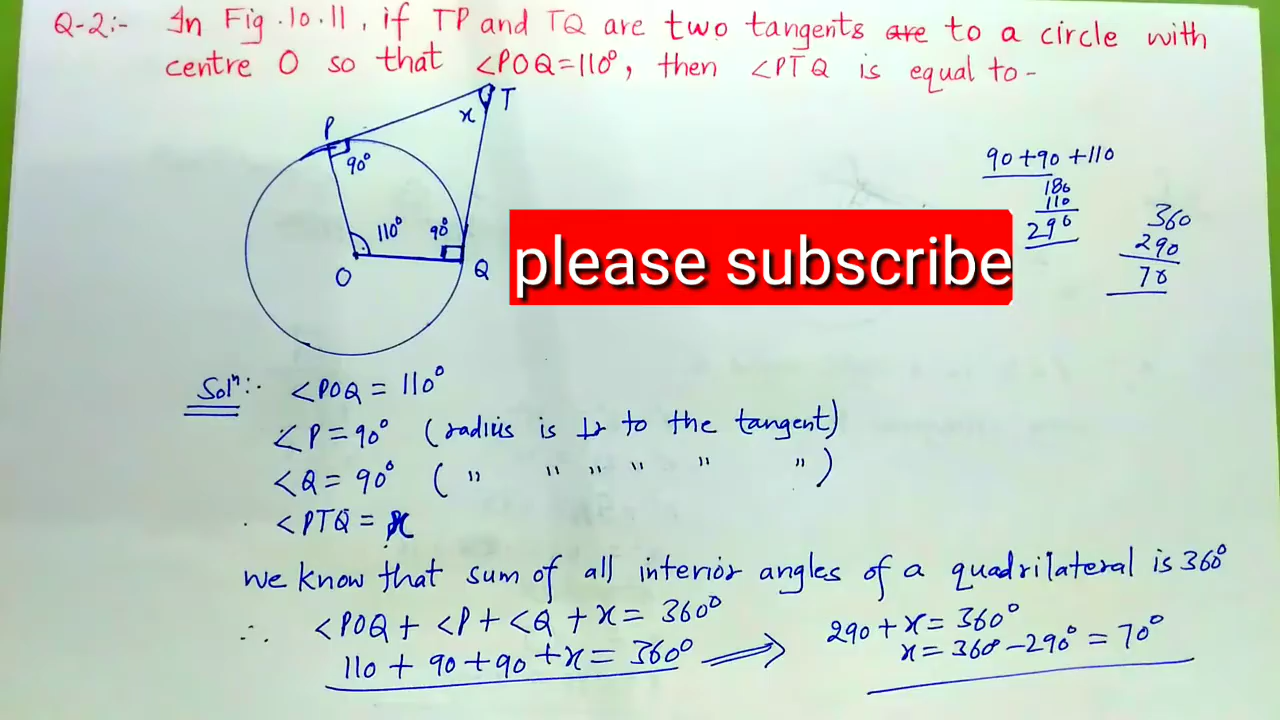 Q-2:- In Fig.10.11, if TP and TQ are two tangents are to a circle with
centre O so that <POQ=110°, then <PTQ is equal to-
T
x
P
90°
110°
90°
O
Q
90+90+110
180
110
290
360
290
70
please subscribe
Solⁿ:- <POQ = 110°
<P=90° (radius is ⊥r to the tangent)
<Q= 90° ( " " " " " " )
<PTQ = x
We know that sum of all interior angles of a quadrilateral is 360°
∴ <POQ + <P + <Q + x = 360°
110 + 90+90 + x = 360° ⟹
290 + x = 360°
x = 360° - 290° = 70°